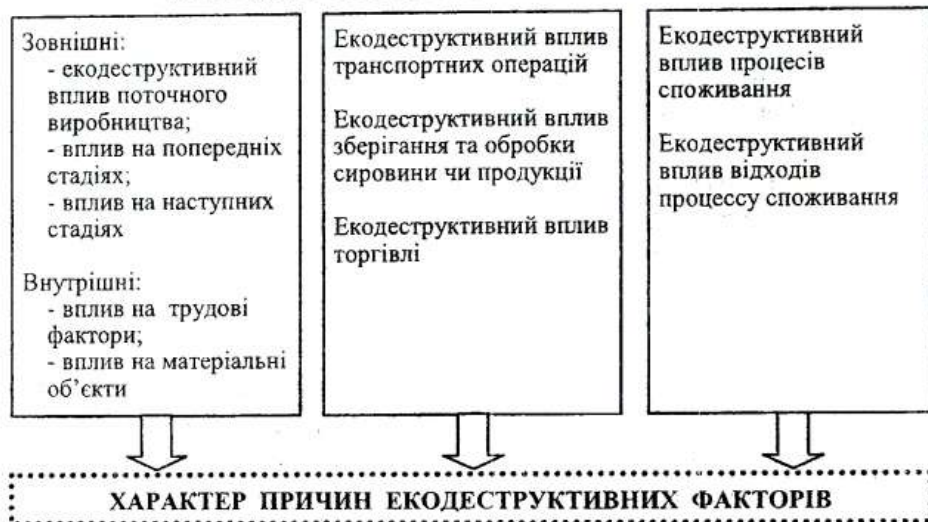 Зовнішні:
- екодеструктивний
вплив поточного
виробництва;
- вплив на попередніх
стадіях;
- вплив на наступних
стадіях
Внутрішні:
- вплив на трудові
фактори;
- вплив на матеріальні
об’єкти
Екодеструктивний вплив
транспортних операцій
Екодеструктивний вплив
зберігання та обробки
сировини чи продукції
Екодеструктивний вплив
торгівлі
Екодеструктивний
вплив процесів
споживання
Екодеструктивний
вплив відходів
процессу споживання
ХАРАКТЕР ПРИЧИН ЕКОДЕСТРУКТИВНИХ ФАКТОРІВ